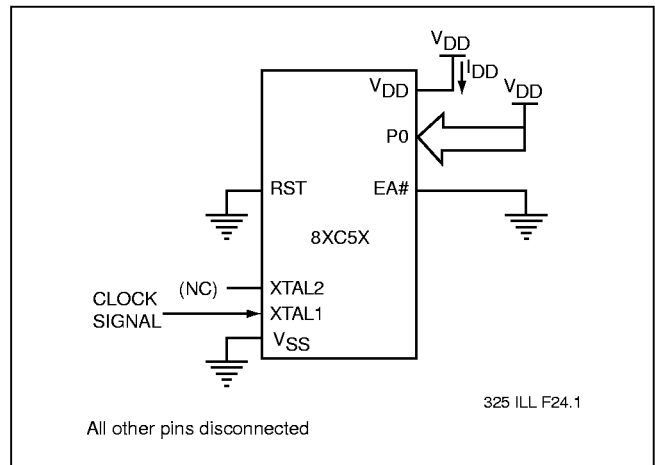 VDD
IDD
VDD
VDD
P0
RST
EA#
8XC5X
(NC)
XTAL2
CLOCK
SIGNAL
XTAL1
VSS
325 ILL F24.1
All other pins disconnected